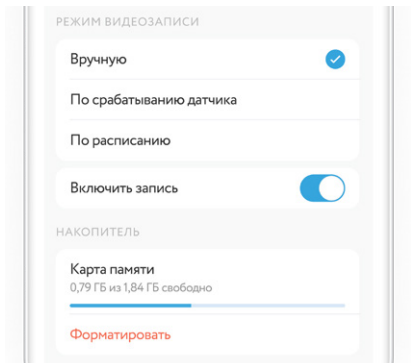 РЕЖИМ ВИДЕОЗАПИСИ
Вручную
По срабатыванию датчика
По расписанию
Включить запись
НАКОПИТЕЛЬ
Карта памяти
0,79 ГБ из 1,84 ГБ свободно
Форматировать